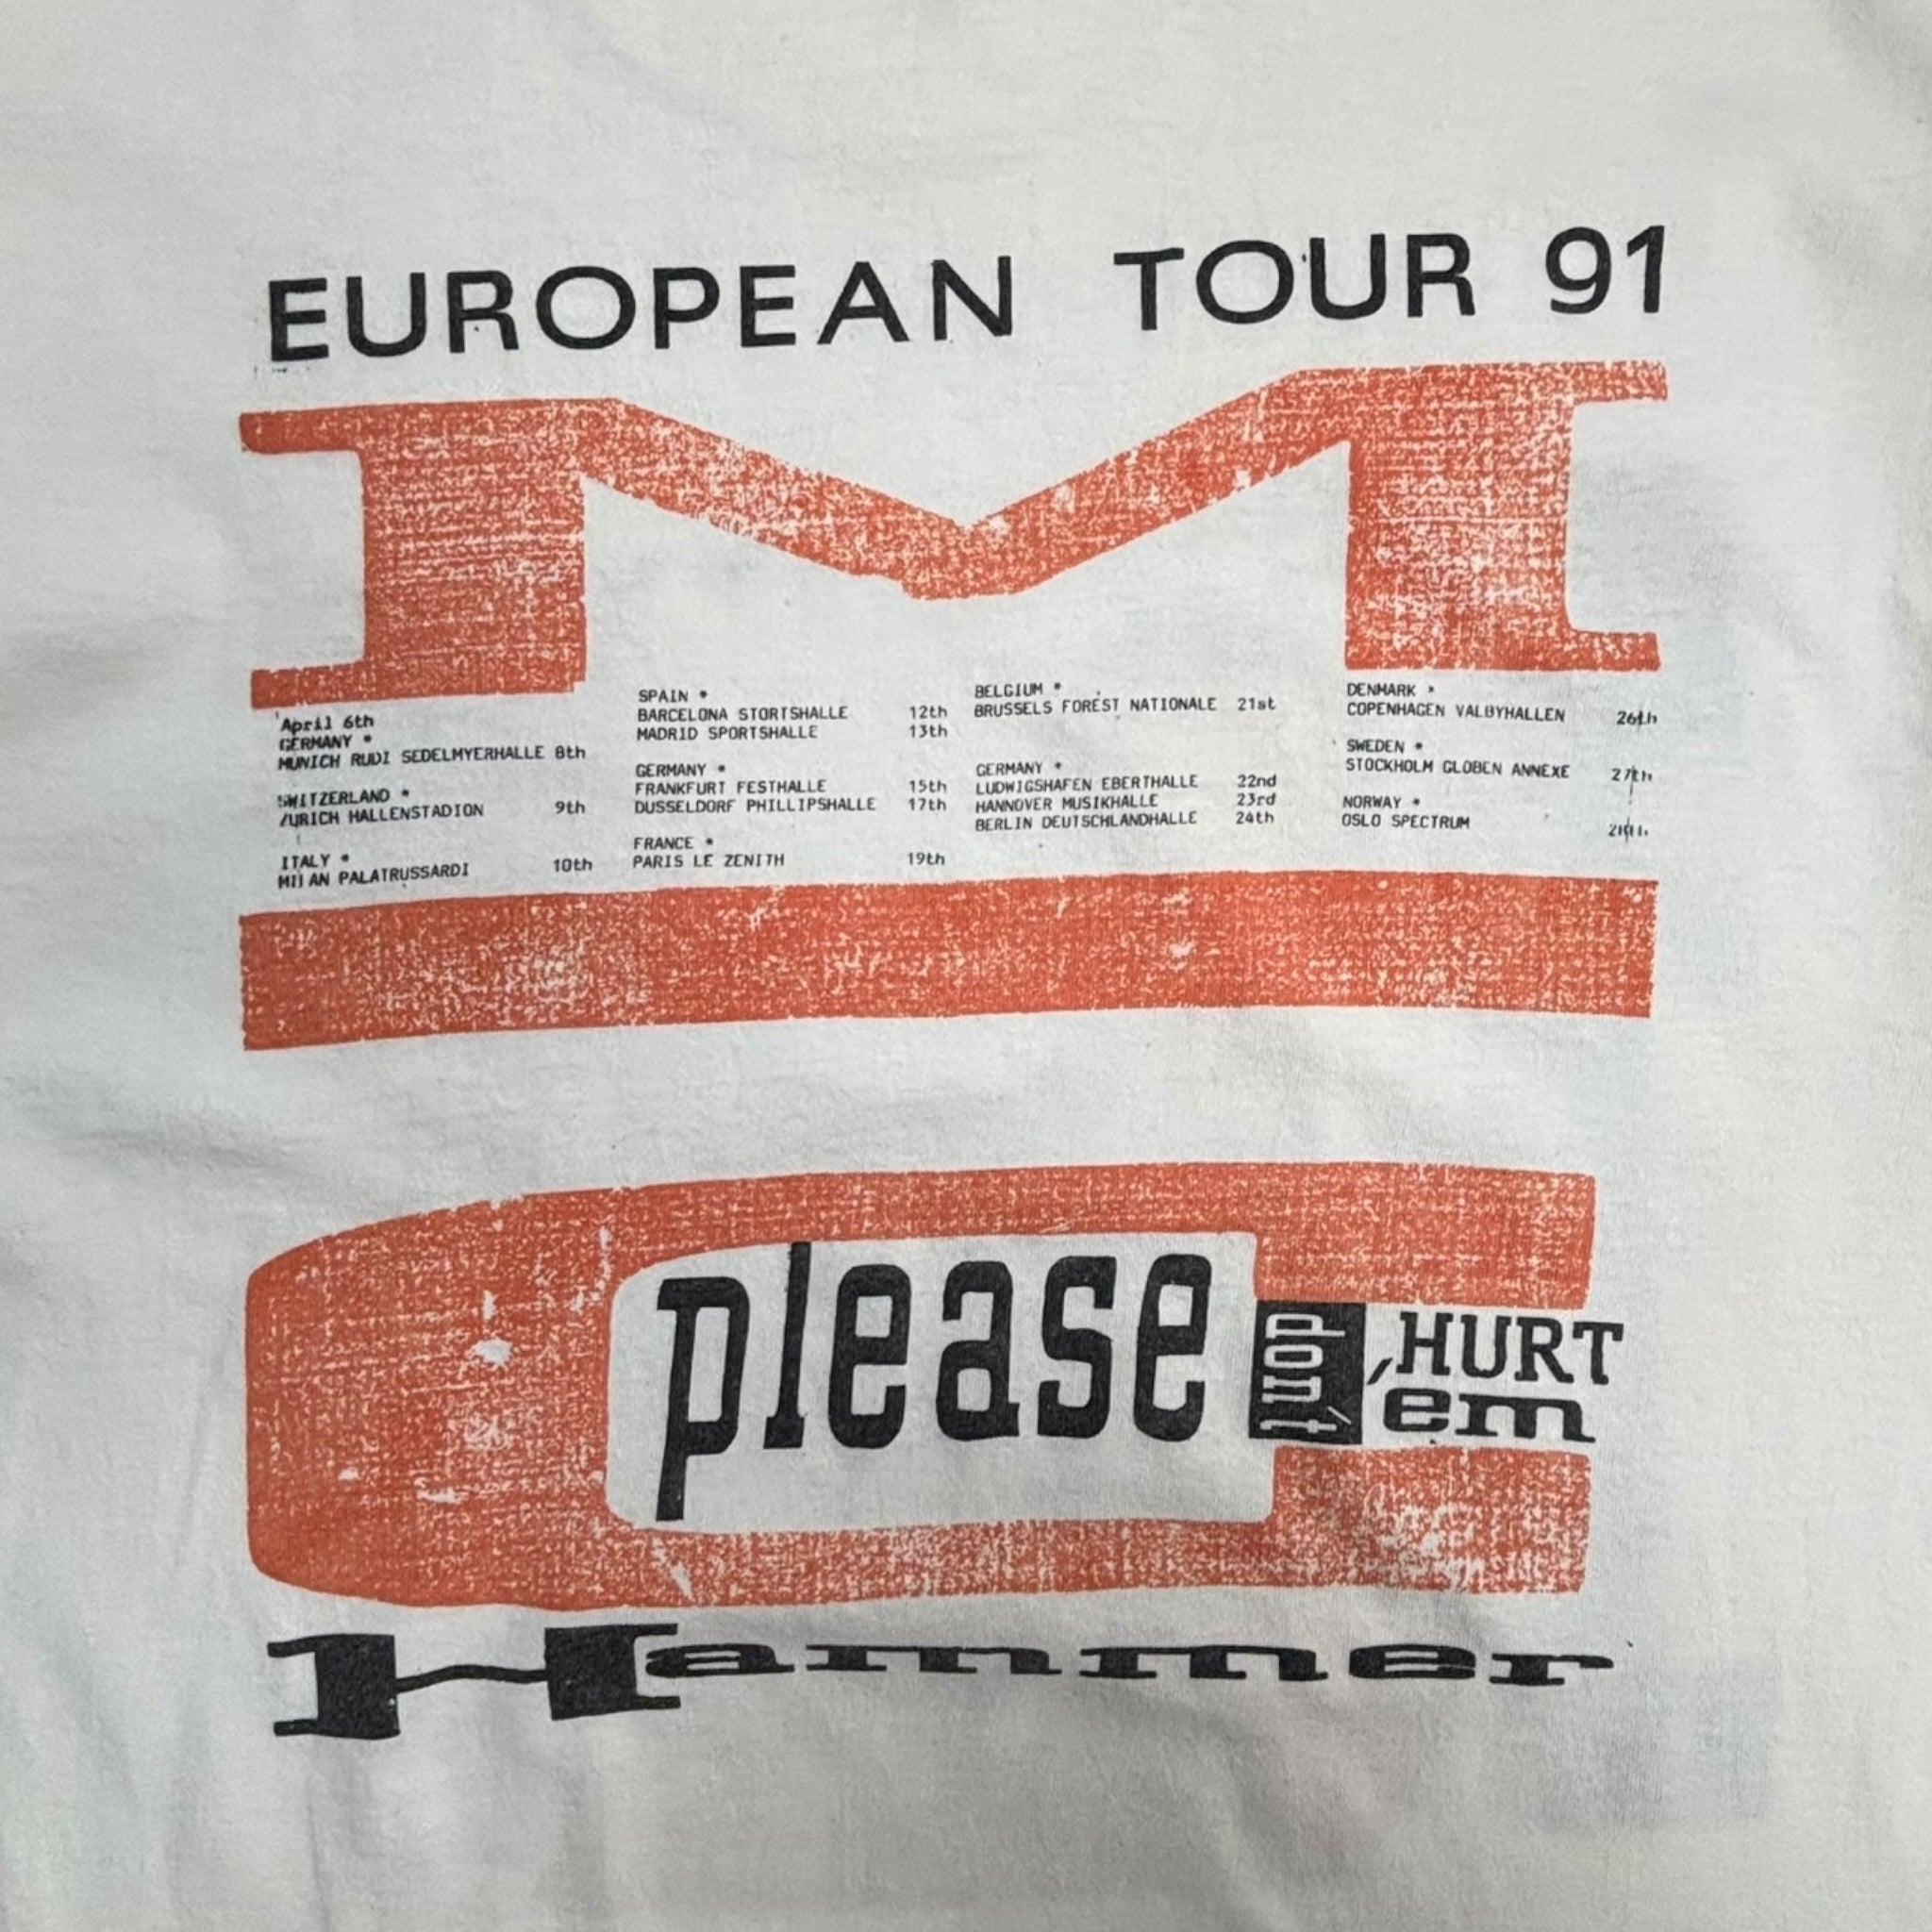 EUROPEAN TOUR 91
M
April 6th
GERMANY *
MUNICH RUDI SEDELMYERHALLE 8th
SWITZERLAND *
ZURICH HALLENSTADION 9th
ITALY *
MILAN PALATRUSSARDI 10th
SPAIN *
BARCELONA STORTSHALLE 12th
MADRID SPORTSHALLE 13th
GERMANY *
FRANKFURT FESTHALLE 15th
DUSSELDORF PHILLIPSHALLE 17th
FRANCE *
PARIS LE ZENITH 19th
BELGIUM *
BRUSSELS FOREST NATIONALE 21st
GERMANY *
LUDWIGSHAFEN EBERTHALLE 22nd
HANNOVER MUSIKHALLE 23rd
BERLIN DEUTSCHLANDHALLE 24th
DENMARK *
COPENHAGEN VALBYHALLEN 26th
SWEDEN *
STOCKHOLM GLOBEN ANNEXE 27th
NORWAY *
OSLO SPECTRUM
C
please don't HURT
'em
Hammer